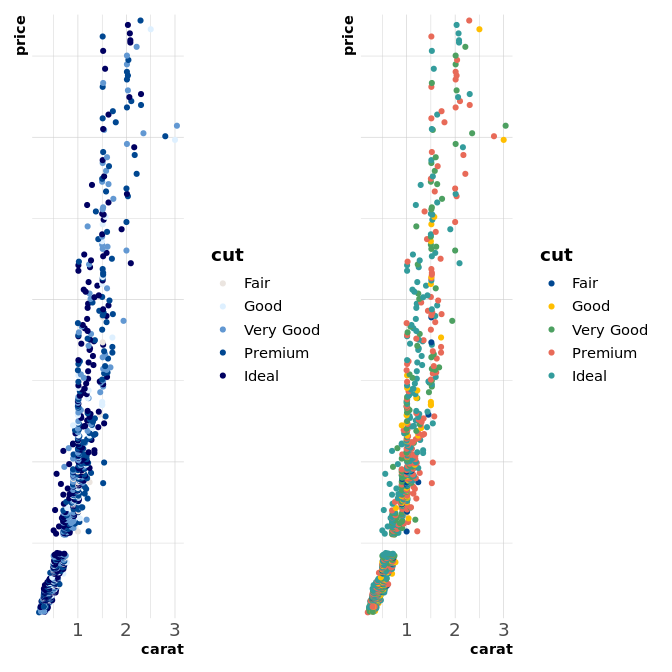 price
cut
Fair
Good
Very Good
Premium
Ideal
1 2 3
carat
price
cut
Fair
Good
Very Good
Premium
Ideal
1 2 3
carat